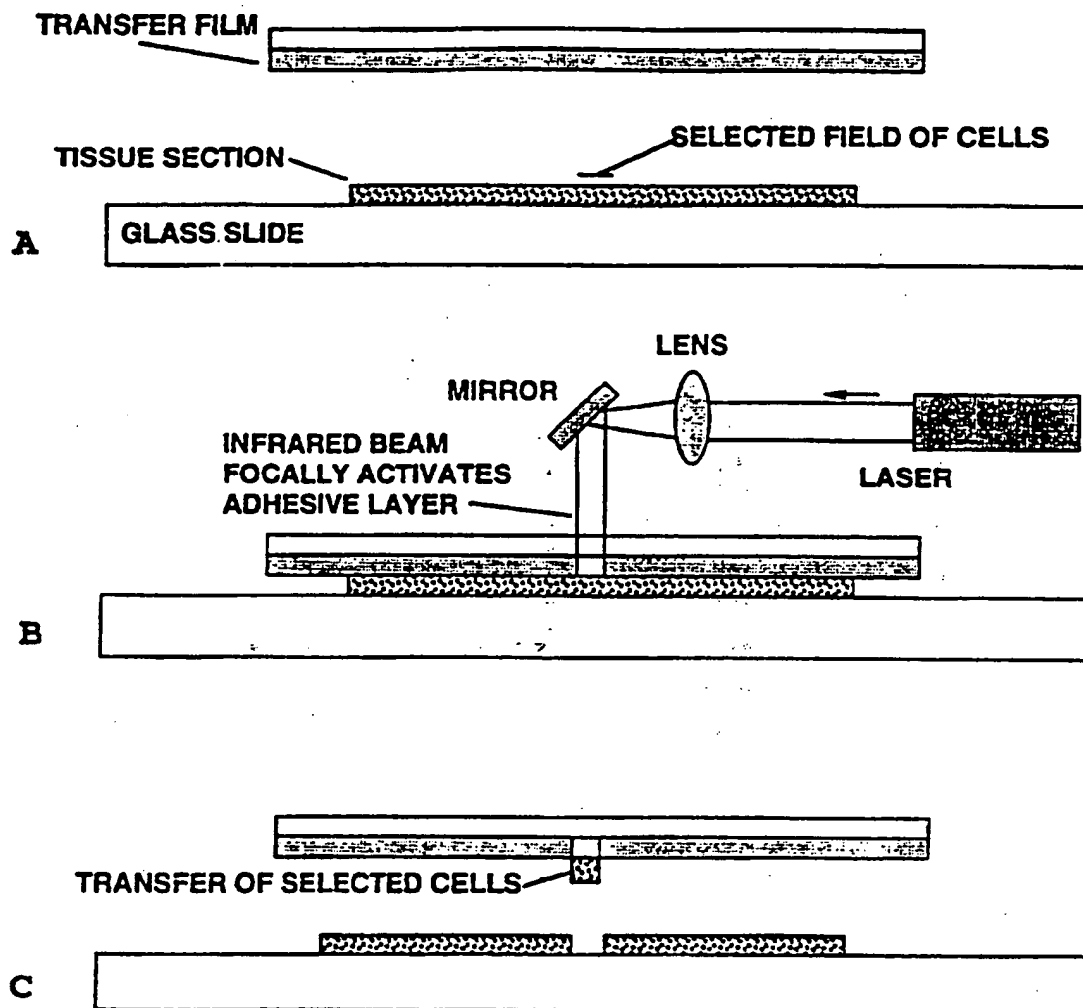 TRANSFER FILM
SELECTED FIELD OF CELLS
TISSUE SECTION
GLASS SLIDE
A
LENS
MIRROR
INFRARED BEAM
FOCALLY ACTIVATES
ADHESIVE LAYER
LASER
B
TRANSFER OF SELECTED CELLS
C